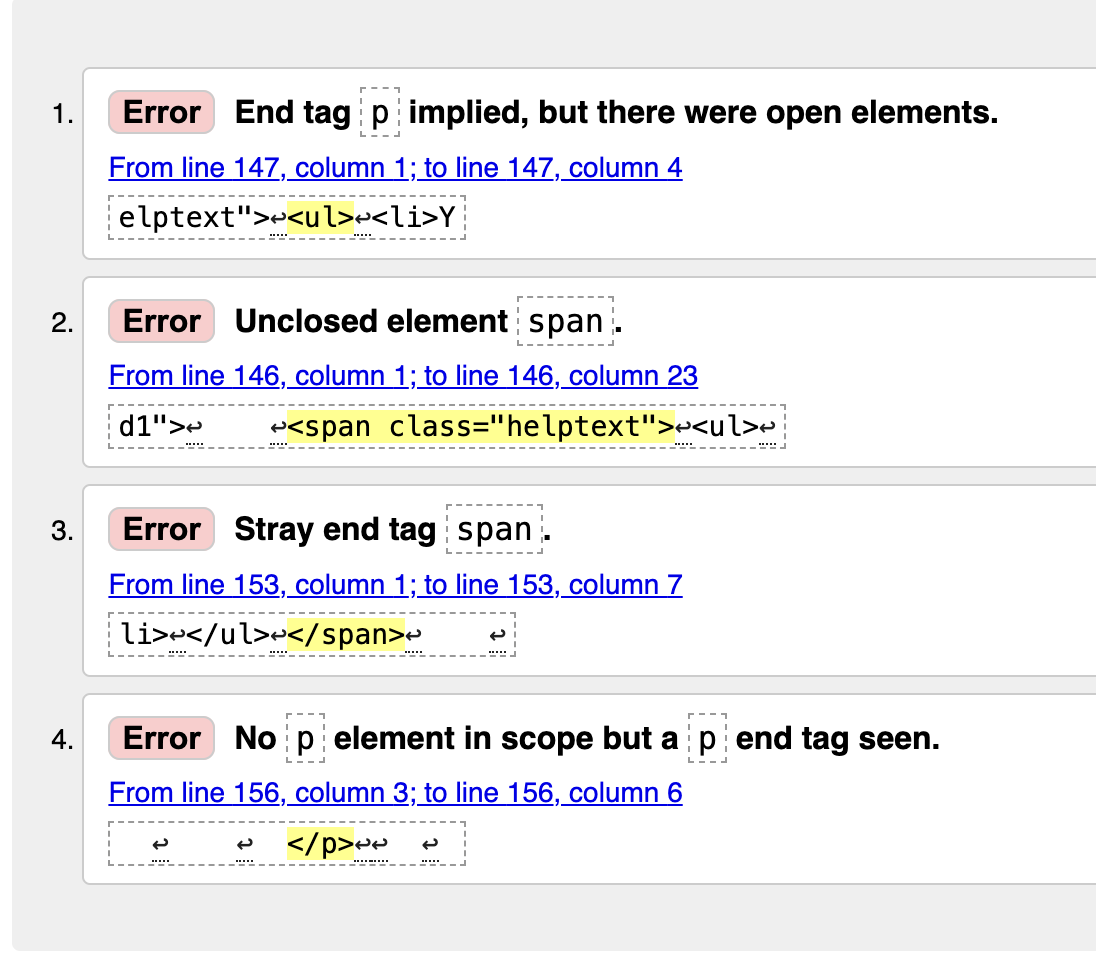 1. Error End tag p implied, but there were open elements.
From line 147, column 1; to line 147, column 4
elptext">↩<ul>↩<li>Y
2. Error Unclosed element span.
From line 146, column 1; to line 146, column 23
d1">↩    ↩<span class="helptext">↩<ul>↩
3. Error Stray end tag span.
From line 153, column 1; to line 153, column 7
li>↩</ul>↩</span>↩    ↩
4. Error No p element in scope but a p end tag seen.
From line 156, column 3; to line 156, column 6
↩    ↩  </p>↩↩  ↩